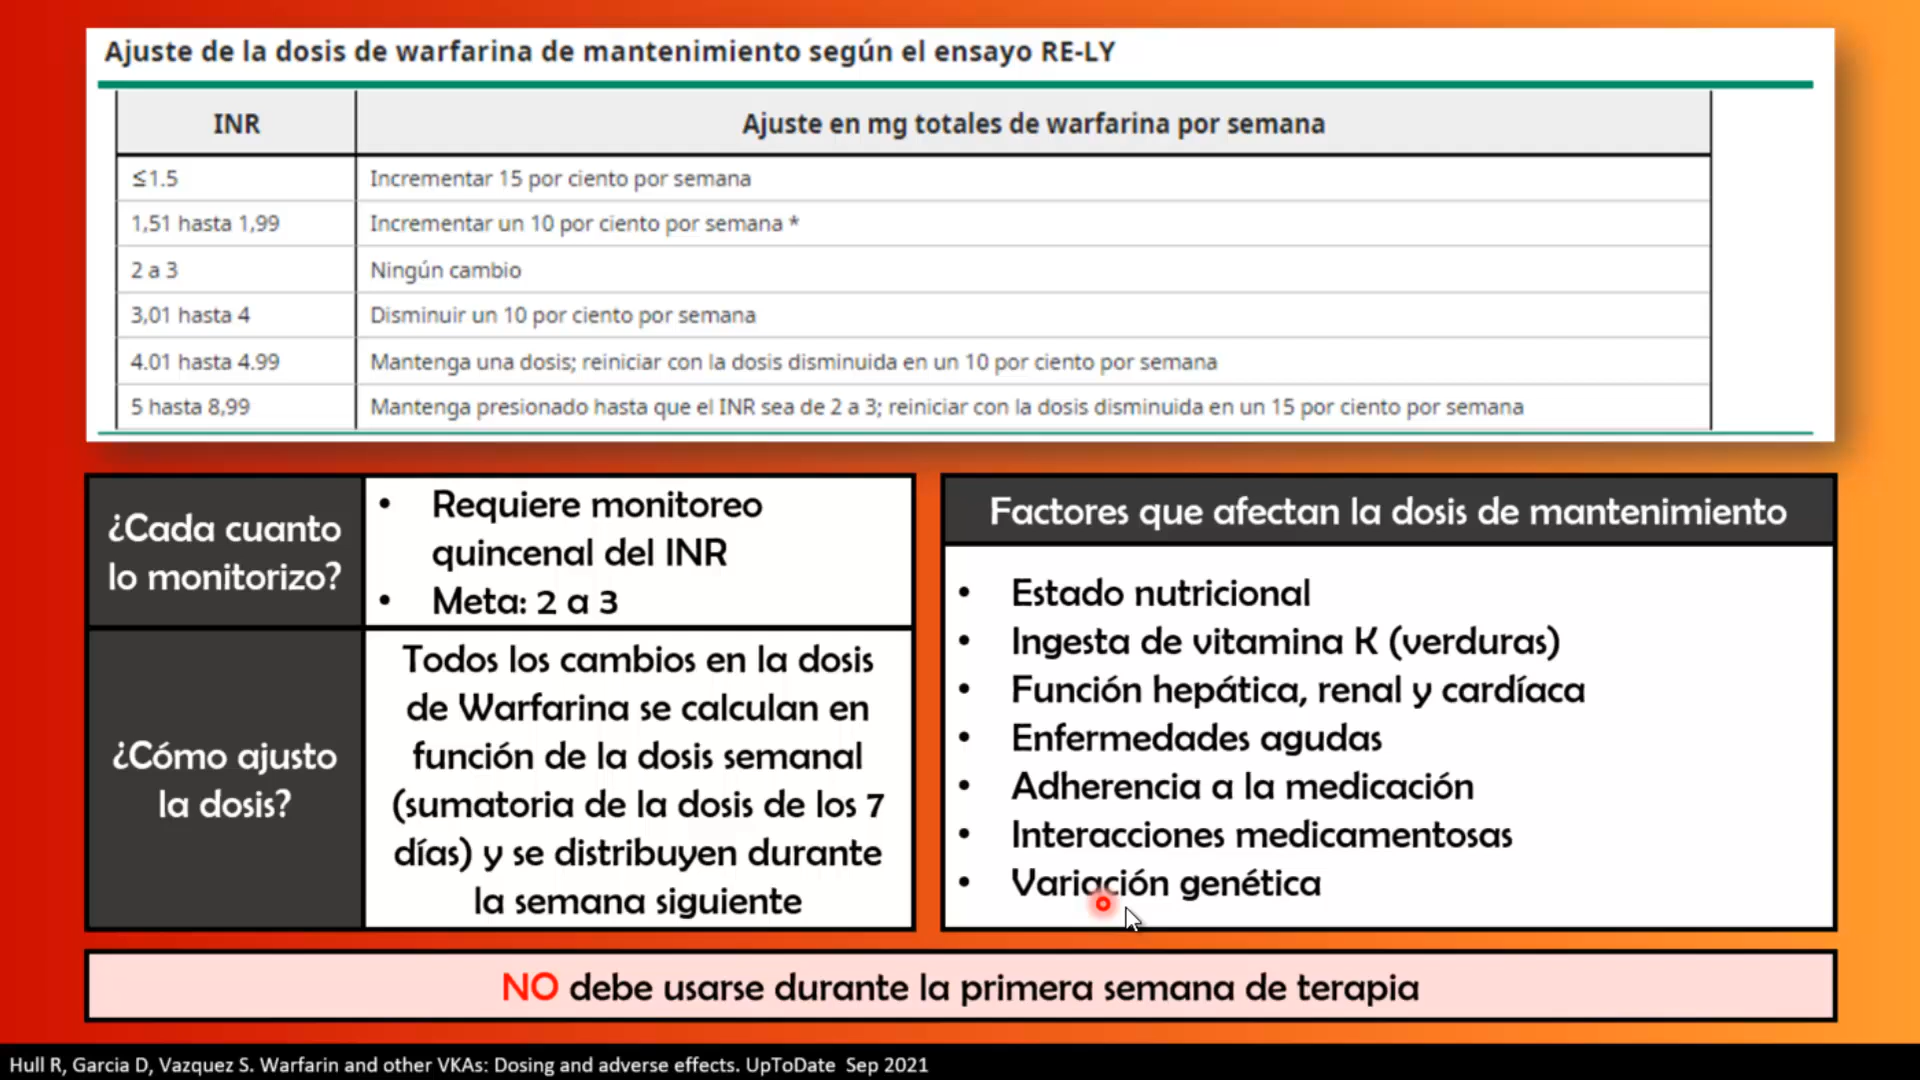 Ajuste de la dosis de warfarina de mantenimiento según el ensayo RE-LY
INR
Ajuste en mg totales de warfarina por semana
≤1.5
Incrementar 15 por ciento por semana
1,51 hasta 1,99
Incrementar un 10 por ciento por semana *
2 a 3
Ningún cambio
3,01 hasta 4
Disminuir un 10 por ciento por semana
4.01 hasta 4.99
Mantenga una dosis; reiniciar con la dosis disminuida en un 10 por ciento por semana
5 hasta 8,99
Mantenga presionado hasta que el INR sea de 2 a 3; reiniciar con la dosis disminuida en un 15 por ciento por semana
¿Cada cuanto
lo monitorizo?
• Requiere monitoreo
quincenal del INR
• Meta: 2 a 3
¿Cómo ajusto
la dosis?
Todos los cambios en la dosis
de Warfarina se calculan en
función de la dosis semanal
(sumatoria de la dosis de los 7
días) y se distribuyen durante
la semana siguiente
Factores que afectan la dosis de mantenimiento
• Estado nutricional
• Ingesta de vitamina K (verduras)
• Función hepática, renal y cardíaca
• Enfermedades agudas
• Adherencia a la medicación
• Interacciones medicamentosas
• Variación genética
NO debe usarse durante la primera semana de terapia
Hull R, Garcia D, Vazquez S. Warfarin and other VKAs: Dosing and adverse effects. UpToDate Sep 2021